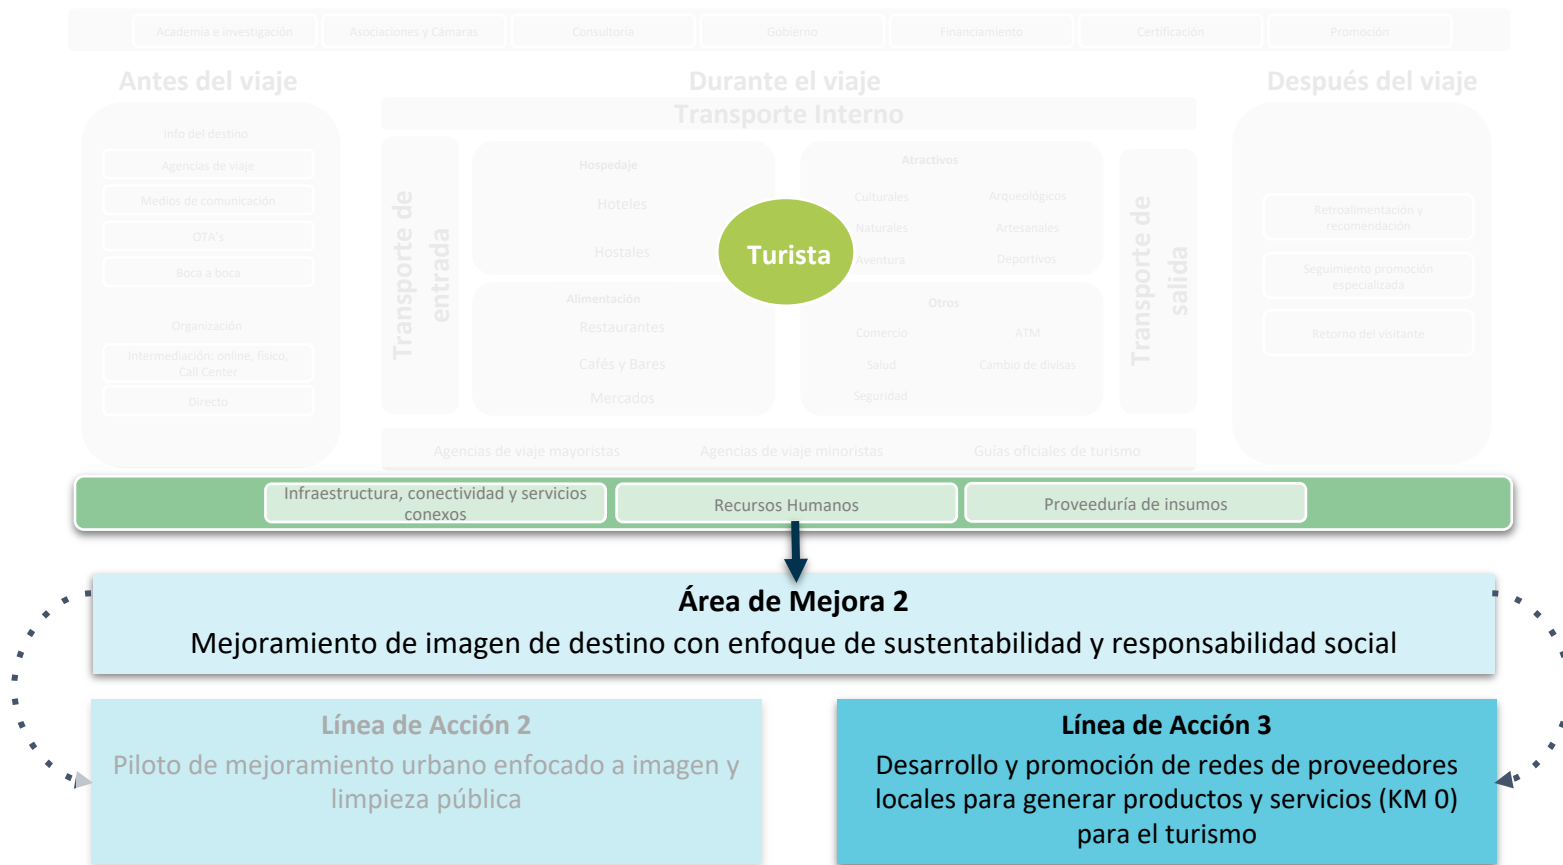 Academia e investigación
Asociaciones y Cámaras
Consultoría
Gobierno
Financiamiento
Certificación
Promoción
Antes del viaje
Info del destino
Agencias de viaje
Medios de comunicación
OTA's
Boca a boca
Organización
Intermediación: online, físico,
Call Center
Directo
Durante el viaje
Transporte Interno
Transporte de
entrada
Hospedaje
Hoteles
Hostales
Atractivos
Culturales
Arqueológicos
Naturales
Artesanales
Aventura
Deportivos
Turista
Alimentación
Restaurantes
Cafés y Bares
Mercados
Otros
Comercio
ATM
Salud
Cambio de divisas
Seguridad
Transporte de
salida
Agencias de viaje mayoristas
Agencias de viaje minoristas
Guías oficiales de turismo
Después del viaje
Retroalimentación y
recomendación
Seguimiento promoción
especializada
Retorno del visitante
Infraestructura, conectividad y servicios
conexos
Recursos Humanos
Proveeduría de insumos
Área de Mejora 2
Mejoramiento de imagen de destino con enfoque de sustentabilidad y responsabilidad social
Línea de Acción 2
Piloto de mejoramiento urbano enfocado a imagen y
limpieza pública
Línea de Acción 3
Desarrollo y promoción de redes de proveedores
locales para generar productos y servicios (KM 0)
para el turismo